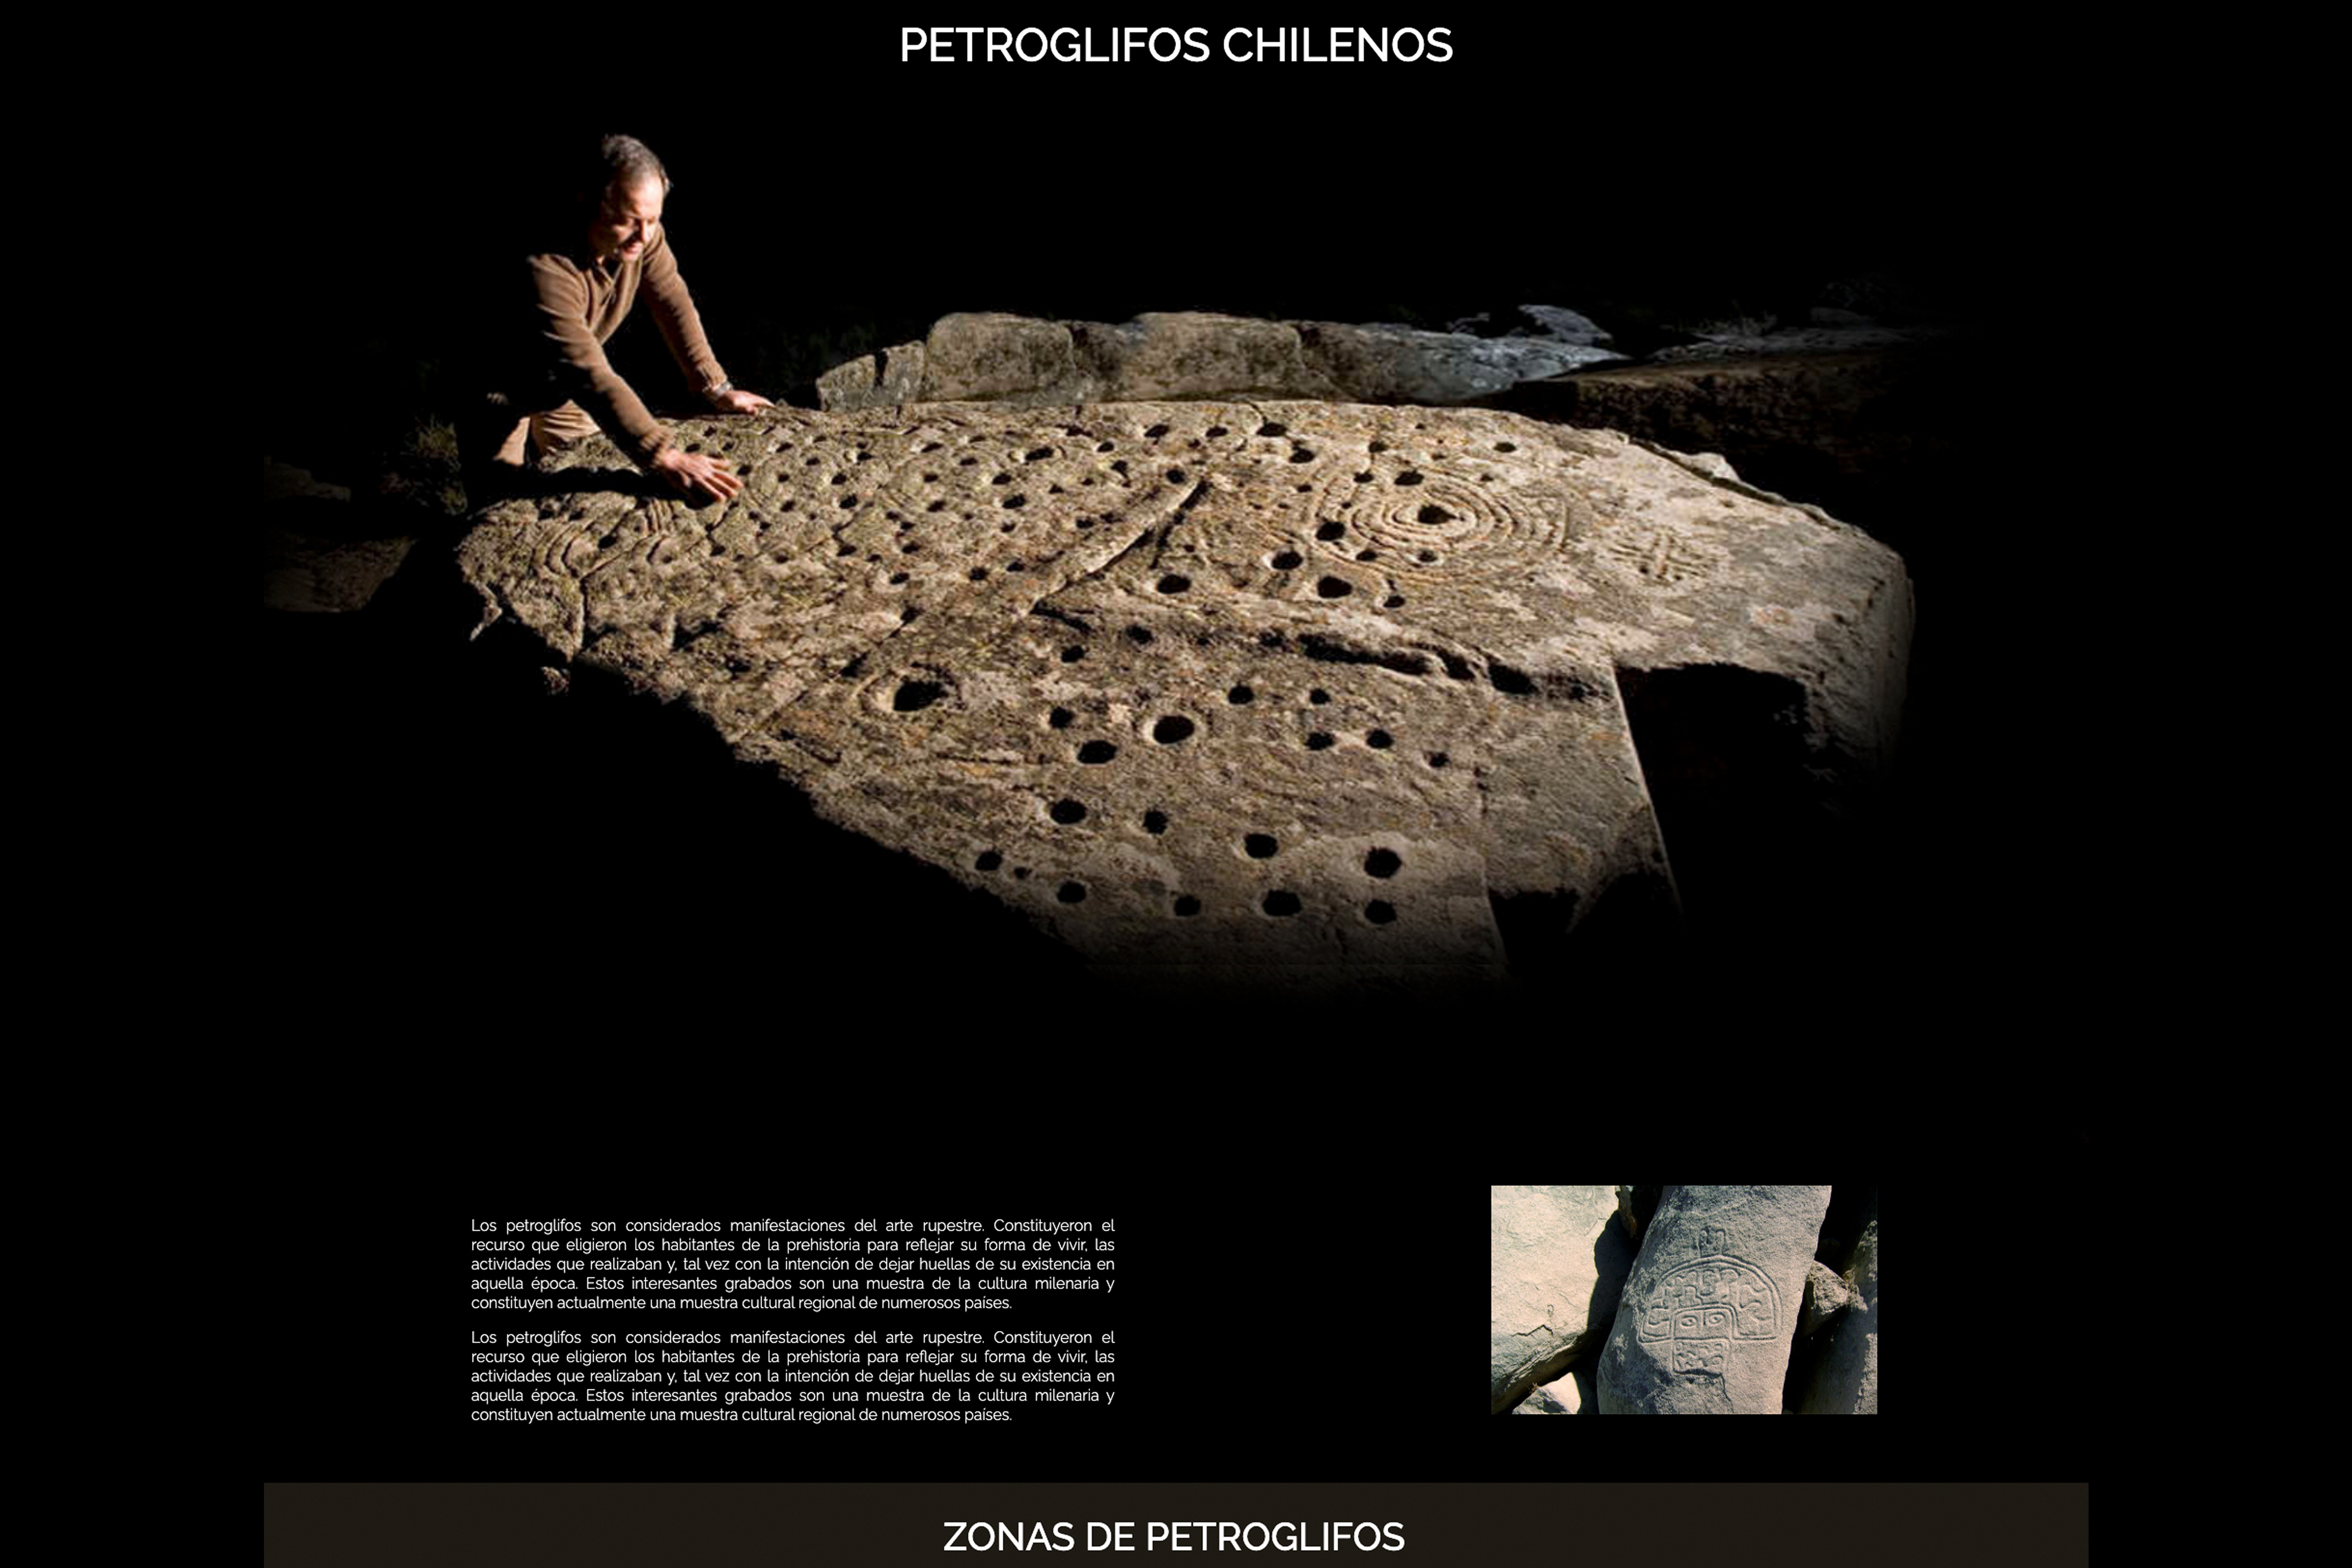 PETROGLIFOS CHILENOS
Los petroglifos son considerados manifestaciones del arte rupestre. Constituyeron el
recurso que eligieron los habitantes de la prehistoria para reflejar su forma de vivir, las
actividades que realizaban y, tal vez con la intención de dejar huellas de su existencia en
aquella época. Estos interesantes grabados son una muestra de la cultura milenaria y
constituyen actualmente una muestra cultural regional de numerosos países.
Los petroglifos son considerados manifestaciones del arte rupestre. Constituyeron el
recurso que eligieron los habitantes de la prehistoria para reflejar su forma de vivir, las
actividades que realizaban y, tal vez con la intención de dejar huellas de su existencia en
aquella época. Estos interesantes grabados son una muestra de la cultura milenaria y
constituyen actualmente una muestra cultural regional de numerosos países.
ZONAS DE PETROGLIFOS